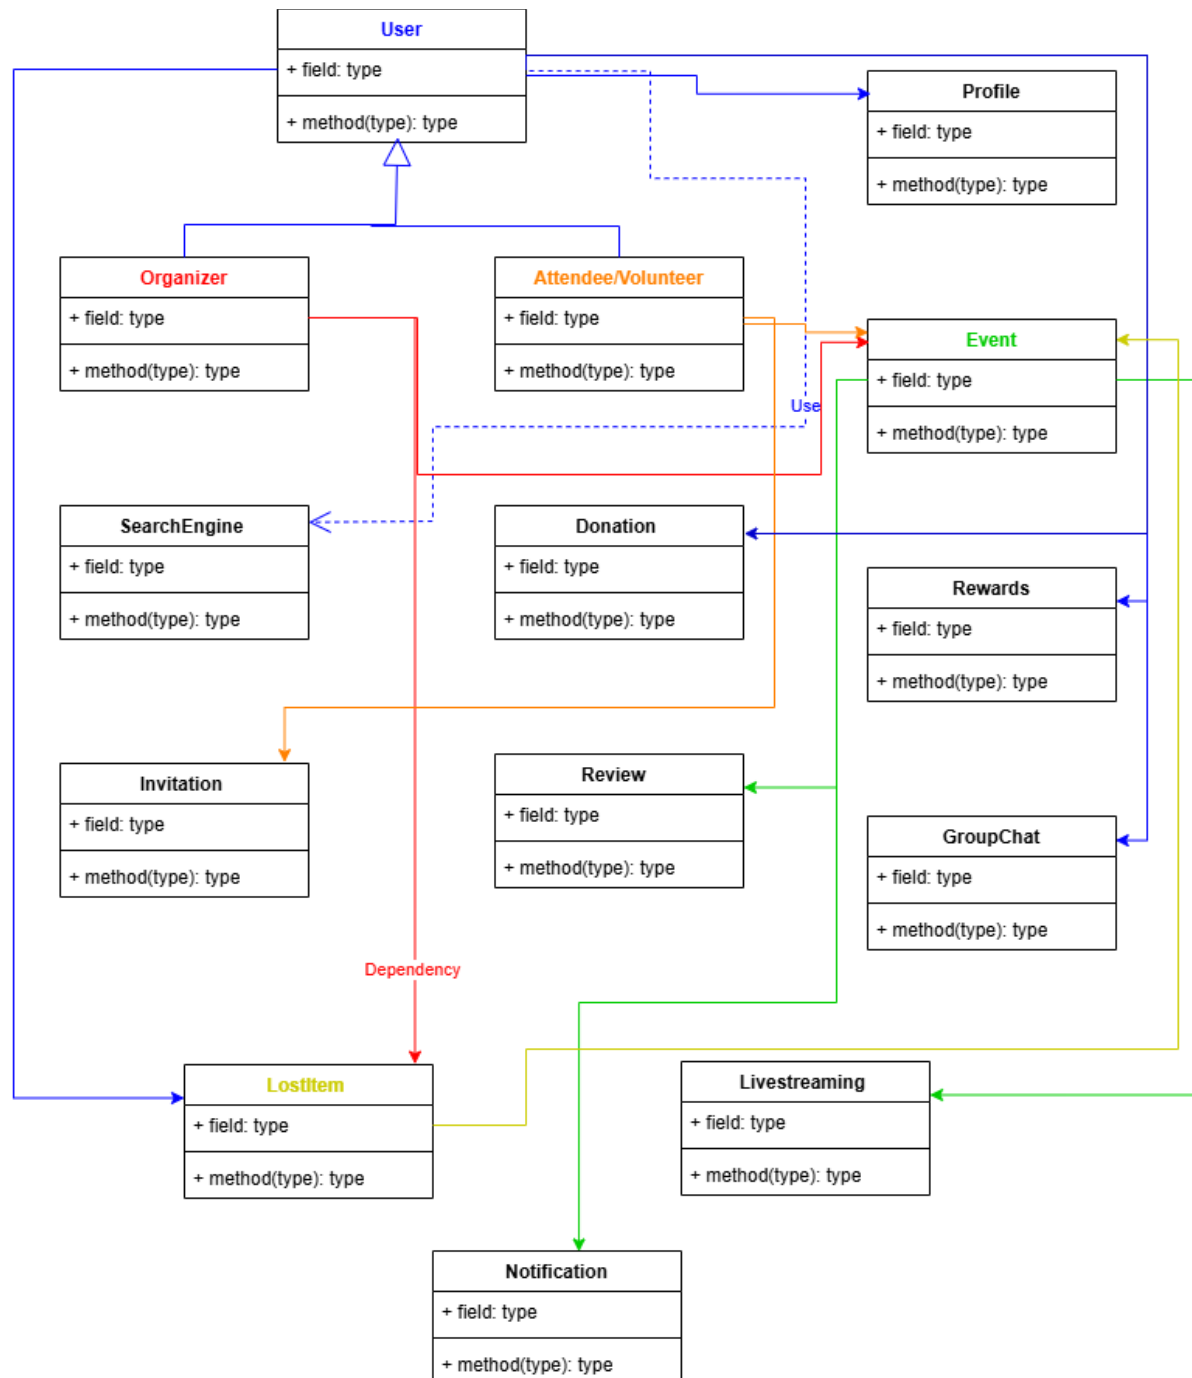 User
+ field: type
+ method(type): type
Profile
+ field: type
+ method(type): type
Organizer
+ field: type
+ method(type): type
Attendee/Volunteer
+ field: type
+ method(type): type
Event
+ field: type
+ method(type): type
Use
SearchEngine
+ field: type
+ method(type): type
Donation
+ field: type
+ method(type): type
Rewards
+ field: type
+ method(type): type
Invitation
+ field: type
+ method(type): type
Review
+ field: type
+ method(type): type
GroupChat
+ field: type
+ method(type): type
Dependency
LostItem
+ field: type
+ method(type): type
Livestreaming
+ field: type
+ method(type): type
Notification
+ field: type
+ method(type): type